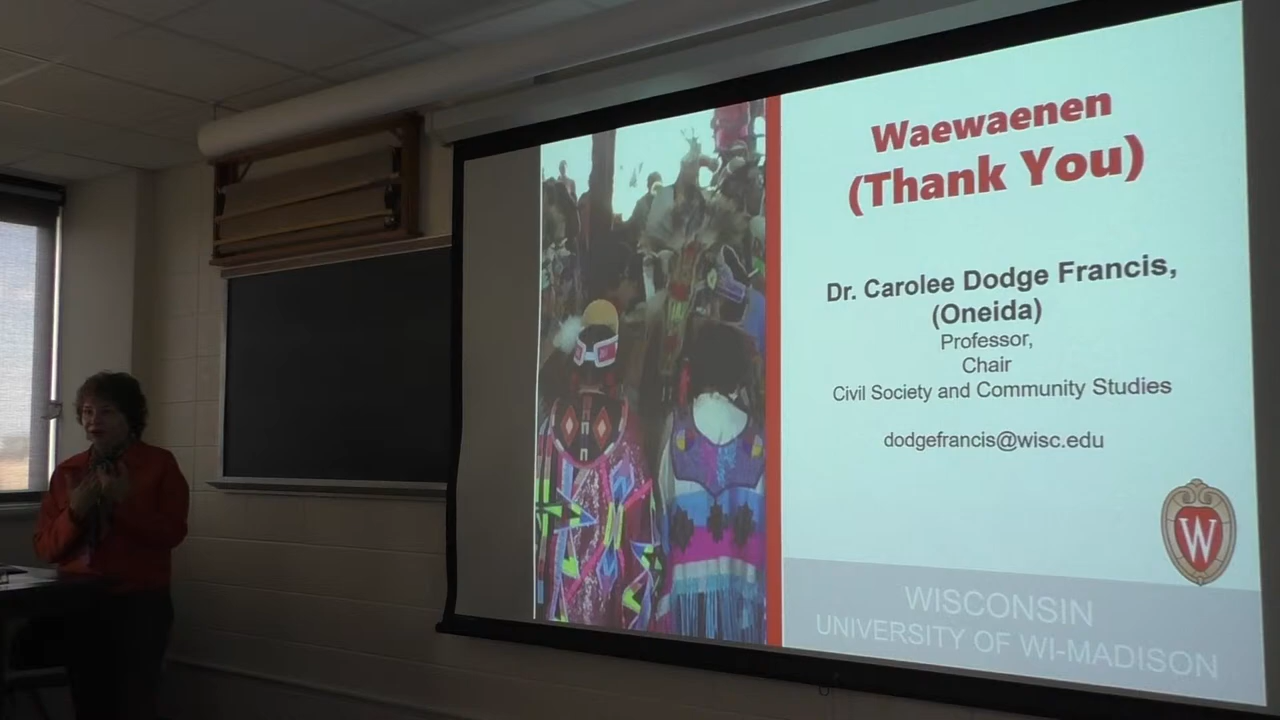 Waewaenen
(Thank You)
Dr. Carolee Dodge Francis,
(Oneida)
Professor,
Chair
Civil Society and Community Studies
dodgefrancis@wisc.edu
W
WISCONSIN
UNIVERSITY OF WI-MADISON